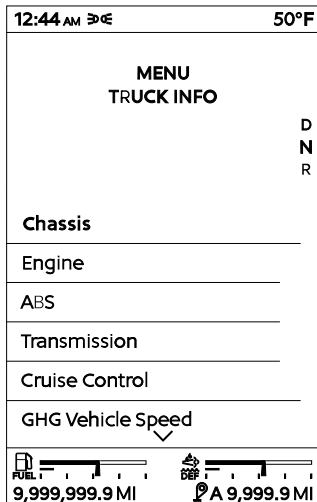 12:44 AM 50°F
MENU
TRUCK INFO
D
N
R
Chassis
Engine
ABS
Transmission
Cruise Control
GHG Vehicle Speed
FUEL DEF
9,999,999.9 MI A 9,999.9 MI